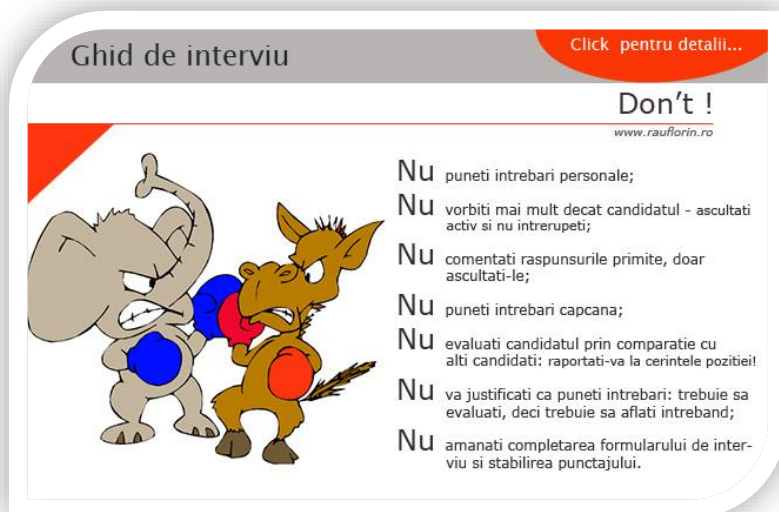 Ghid de interviu
Click pentru detalii...
Don't !
www.rauflorin.ro
Nu puneti intrebari personale;
Nu vorbiti mai mult decat candidatul - ascultati
activ si nu intrerupeti;
Nu comentati raspunsurile primite, doar
ascultati-le;
Nu puneti intrebari capcana;
Nu evaluati candidatul prin comparatie cu
alti candidati: raportati-va la cerintele pozitiei!
Nu va justificati ca puneti intrebari: trebuie sa
evaluati, deci trebuie sa aflati intreband;
Nu amanati completarea formularului de inter-
viu si stabilirea punctajului.